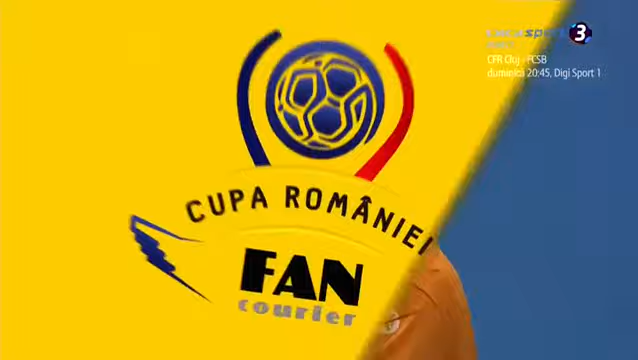 3
CFR Cluj - FCSB
duminică 20:45, Digi Sport 1
CUPA ROMÂNIEI
FAN
courier